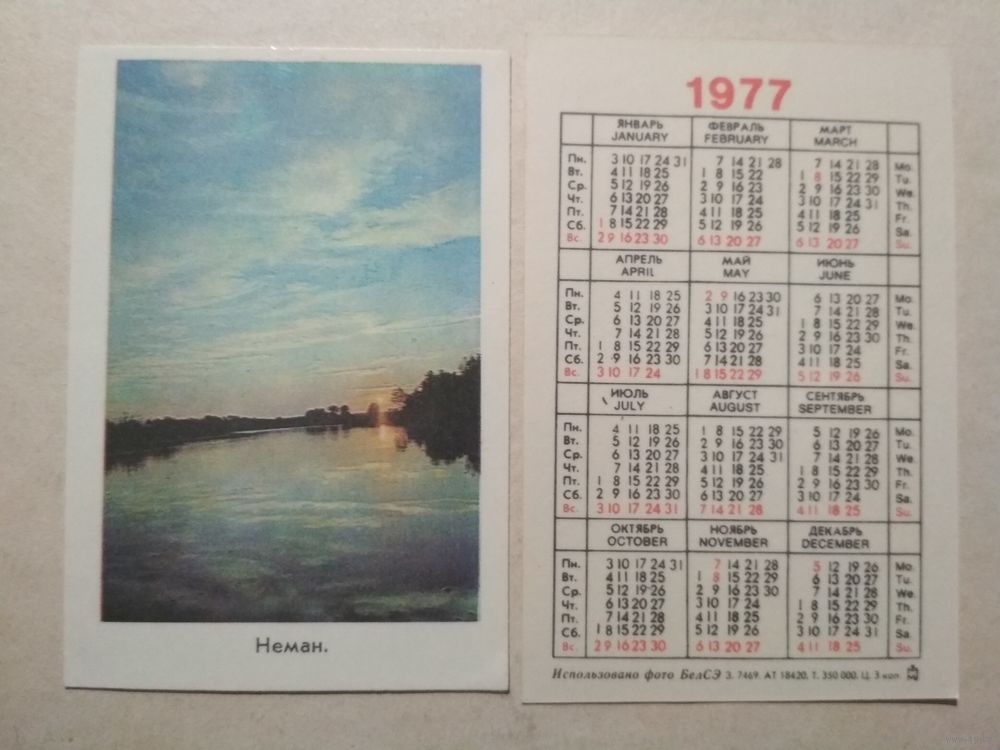 Неман.
1977
ЯНВАРЬ ФЕВРАЛЬ МАРТ
JANUARY FEBRUARY MARCH
Пн. 3 10 17 24 31 7 14 21 28 7 14 21 28 Mo.
Вт. 4 11 18 25 1 8 15 22 1 8 15 22 29 Tu.
Ср. 5 12 19 26 2 9 16 23 2 9 16 23 30 We.
Чт. 6 13 20 27 3 10 17 24 3 10 17 24 31 Th.
Пт. 7 14 21 28 4 11 18 25 4 11 18 25 Fr.
Сб. 1 8 15 22 29 5 12 19 26 5 12 19 26 Sa.
Вс. 2 9 16 23 30 6 13 20 27 6 13 20 27 Su.
АПРЕЛЬ МАЙ ИЮНЬ
APRIL MAY JUNE
Пн. 4 11 18 25 2 9 16 23 30 6 13 20 27 Mo.
Вт. 5 12 19 26 3 10 17 24 31 7 14 21 28 Tu.
Ср. 6 13 20 27 4 11 18 25 1 8 15 22 29 We.
Чт. 7 14 21 28 5 12 19 26 2 9 16 23 30 Th.
Пт. 1 8 15 22 29 6 13 20 27 3 10 17 24 Fr.
Сб. 2 9 16 23 30 7 14 21 28 4 11 18 25 Sa.
Вс. 3 10 17 24 1 8 15 22 29 5 12 19 26 Su.
ИЮЛЬ АВГУСТ СЕНТЯБРЬ
JULY AUGUST SEPTEMBER
Пн. 4 11 18 25 1 8 15 22 29 5 12 19 26 Mo.
Вт. 5 12 19 26 2 9 16 23 30 6 13 20 27 Tu.
Ср. 6 13 20 27 3 10 17 24 31 7 14 21 28 We.
Чт. 7 14 21 28 4 11 18 25 1 8 15 22 29 Th.
Пт. 1 8 15 22 29 5 12 19 26 2 9 16 23 30 Fr.
Сб. 2 9 16 23 30 6 13 20 27 3 10 17 24 Sa.
Вс. 3 10 17 24 31 7 14 21 28 4 11 18 25 Su.
ОКТЯБРЬ НОЯБРЬ ДЕКАБРЬ
OCTOBER NOVEMBER DECEMBER
Пн. 3 10 17 24 31 7 14 21 28 5 12 19 26 Mo.
Вт. 4 11 18 25 1 8 15 22 29 6 13 20 27 Tu.
Ср. 5 12 19 26 2 9 16 23 30 7 14 21 28 We.
Чт. 6 13 20 27 3 10 17 24 1 8 15 22 29 Th.
Пт. 7 14 21 28 4 11 18 25 2 9 16 23 30 Fr.
Сб. 1 8 15 22 29 5 12 19 26 3 10 17 24 31 Sa.
Вс. 2 9 16 23 30 6 13 20 27 4 11 18 25 Su.
Использовано фото БелСЭ З. 7469. АТ 18420. Т. 350 000. Ц. 3 коп.